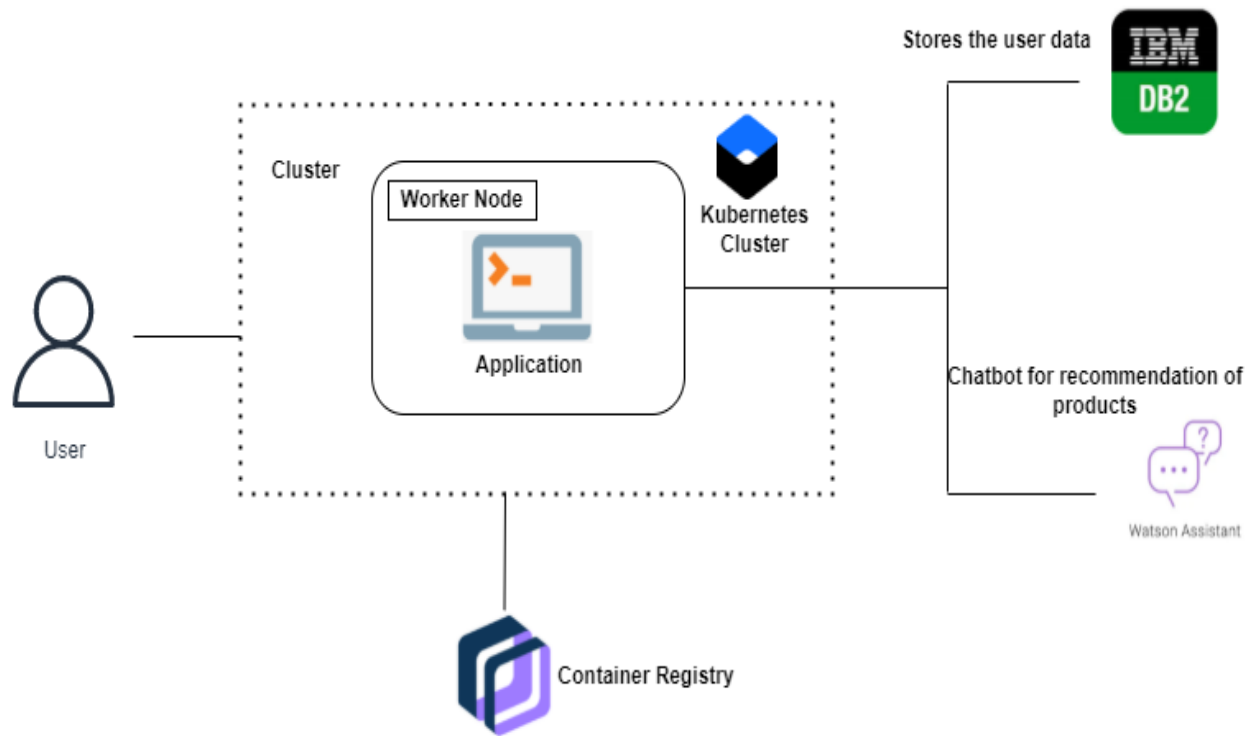 Stores the user data
IBM
DB2
Cluster
Worker Node
Kubernetes
Cluster
Application
User
Chatbot for recommendation of
products
Watson Assistant
Container Registry